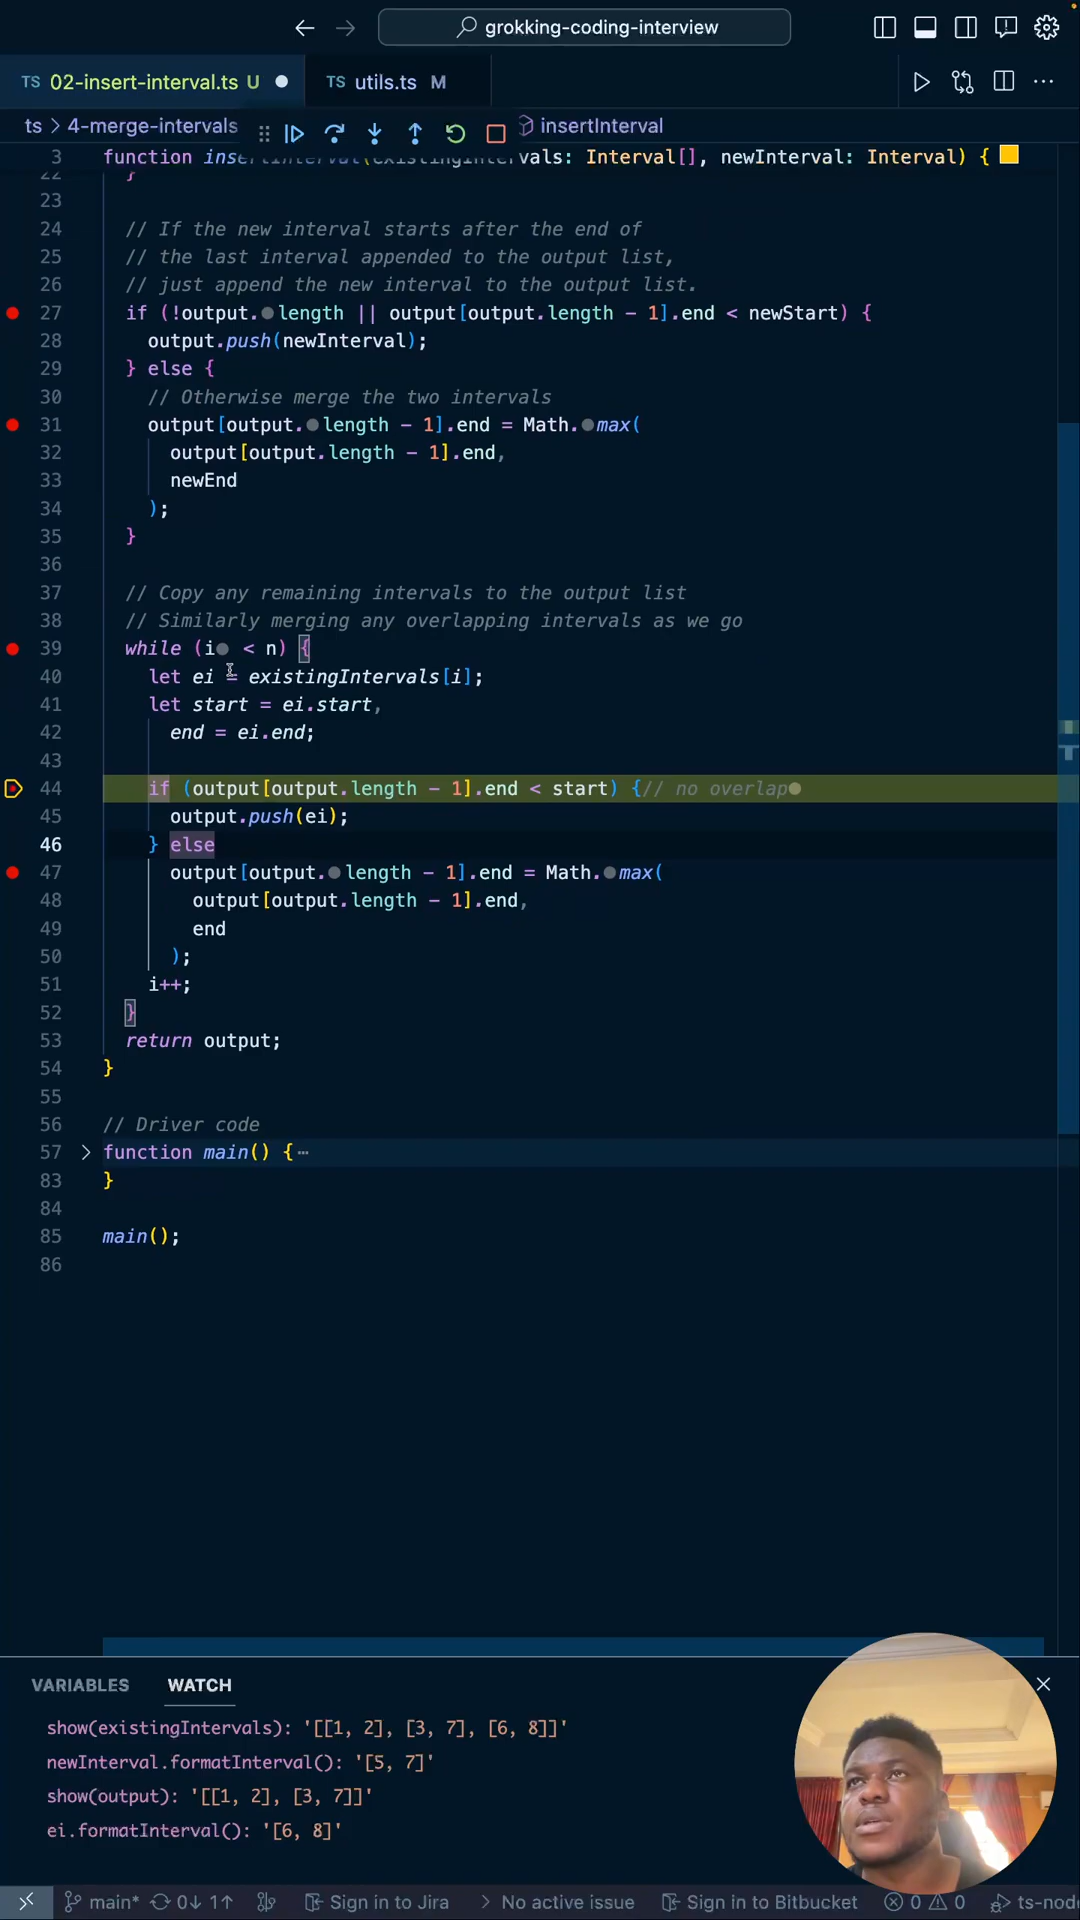 grokking-coding-interview
TS 02-insert-interval.ts U
TS utils.ts M
ts > 4-merge-intervals
insertInterval
3 function insertInterval(existingIntervals: Interval[], newInterval: Interval) {
22 }
23
24 // If the new interval starts after the end of
25 // the last interval appended to the output list,
26 // just append the new interval to the output list.
27 if (!output.length || output[output.length - 1].end < newStart) {
28 output.push(newInterval);
29 } else {
30 // Otherwise merge the two intervals
31 output[output.length - 1].end = Math.max(
32 output[output.length - 1].end,
33 newEnd
34 );
35 }
36
37 // Copy any remaining intervals to the output list
38 // Similarly merging any overlapping intervals as we go
39 while (i < n) {
40 let ei = existingIntervals[i];
41 let start = ei.start,
42 end = ei.end;
43
44 if (output[output.length - 1].end < start) {// no overlap
45 output.push(ei);
46 } else
47 output[output.length - 1].end = Math.max(
48 output[output.length - 1].end,
49 end
50 );
51 i++;
52 }
53 return output;
54 }
55
56 // Driver code
57 > function main() { ⋯
83 }
84
85 main();
86
VARIABLES WATCH
show(existingIntervals): '[[1, 2], [3, 7], [6, 8]]'
newInterval.formatInterval(): '[5, 7]'
show(output): '[[1, 2], [3, 7]]'
ei.formatInterval(): '[6, 8]'
main* 0↓ 1↑ Sign in to Jira > No active issue Sign in to Bitbucket 0 0 ts-nod